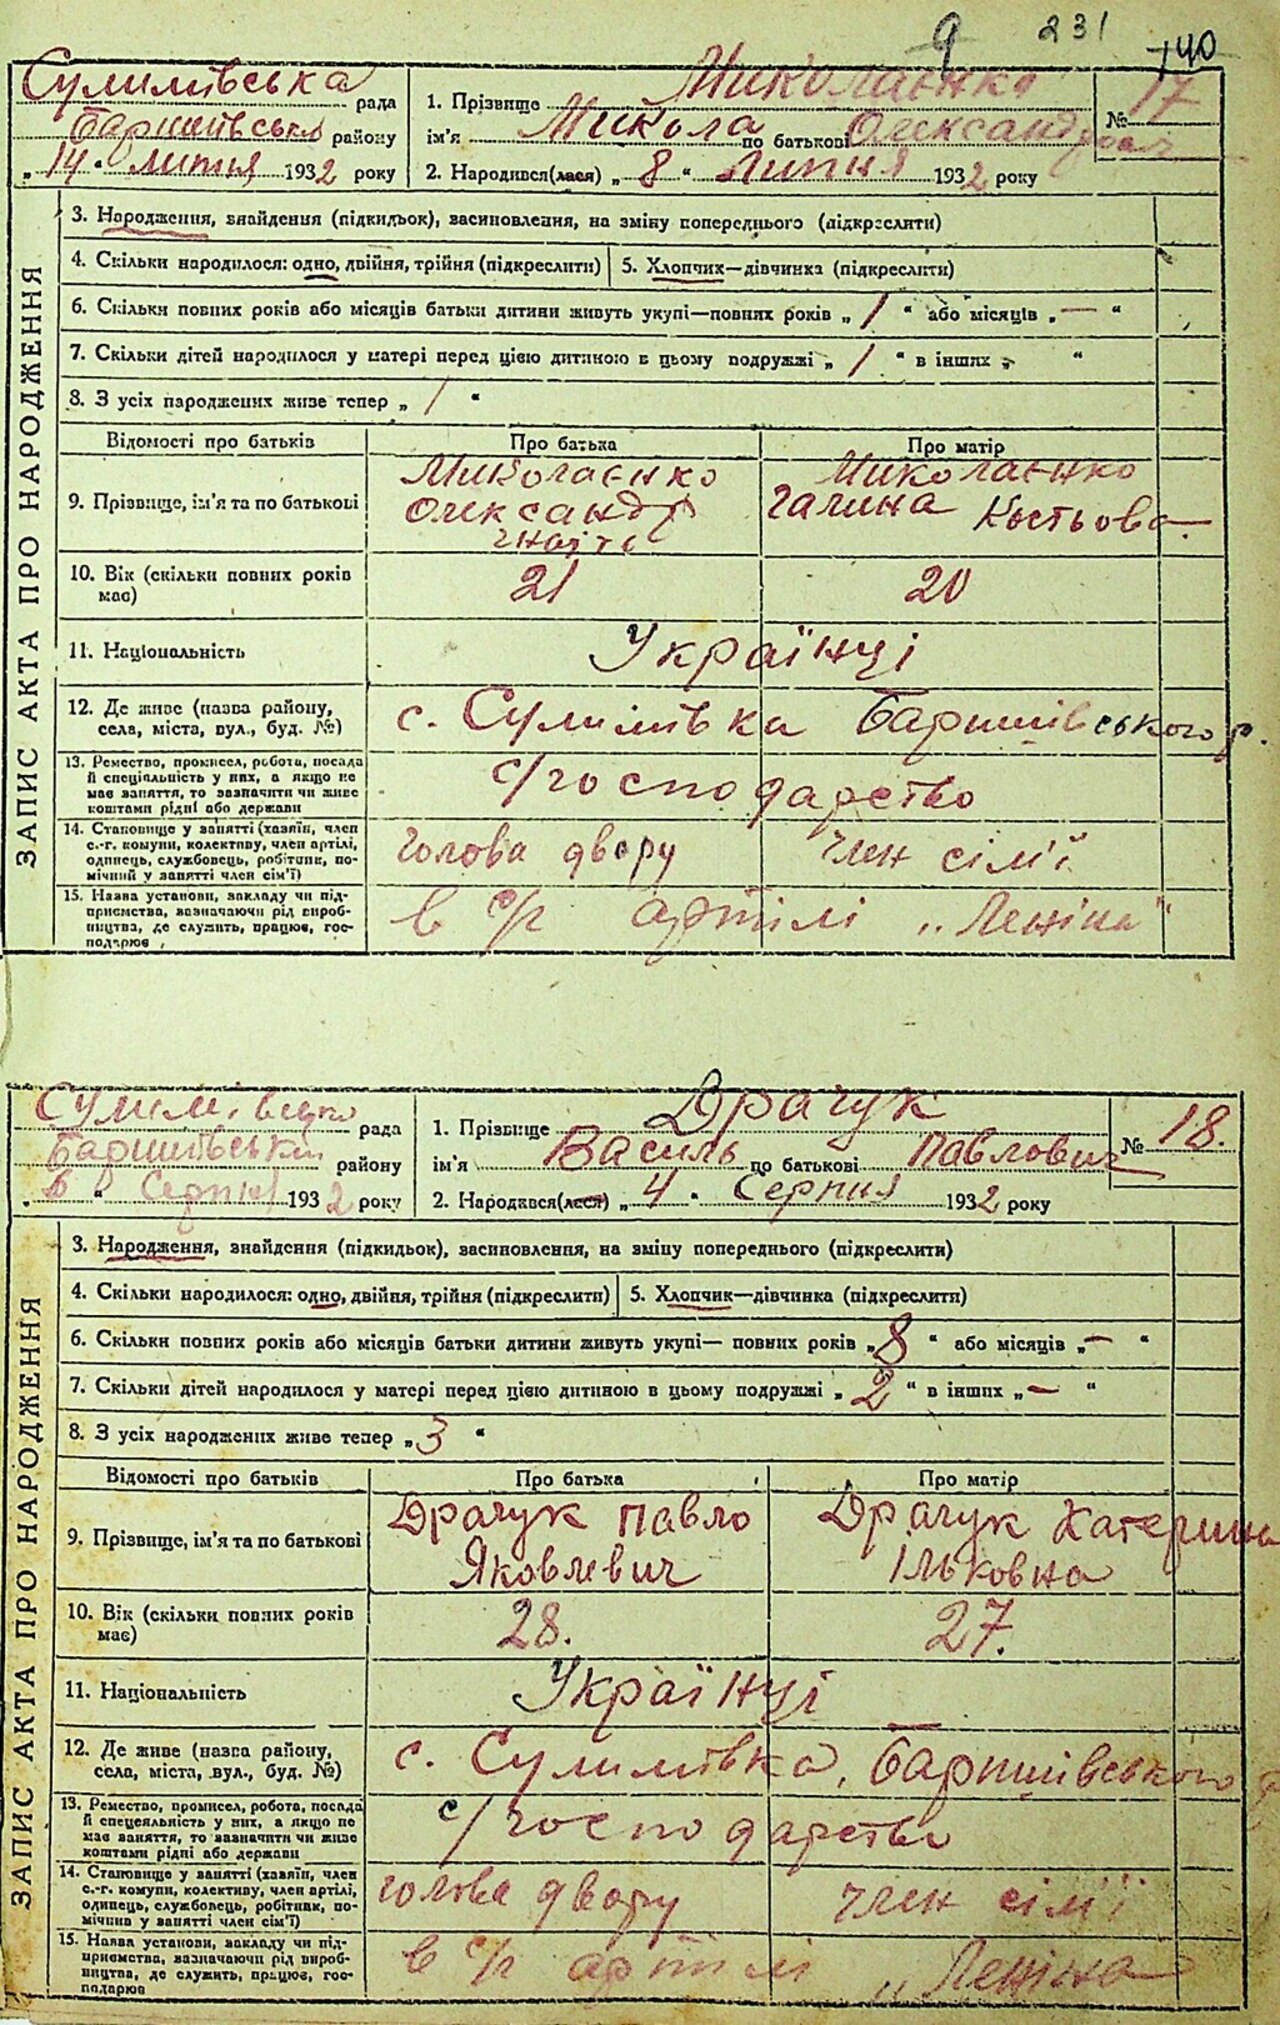 9 231
140
Сулимівська рада
Баришівського району
„14“ липня 1932 року
1. Прізвище Миколаєнко
ім'я Микола по батькові Олександрович
№ 17
2. Народився(лася) „8“ Липня 1932 року
ЗАПИС АКТА ПРО НАРОДЖЕННЯ
3. Народження, знайдення (підкидьок), васиновлення, на зміну попереднього (підкреслити)
4. Скільки народилося: одно, двійня, трійня (підкреслити) 5. Хлопчик—дівчинка (підкреслити)
6. Скільки повних років або місяців батьки дитини живуть укупі—повних років „1“ або місяців „—“
7. Скільки дітей народилося у матері перед цією дитиною в цьому подружжі „1“ в інших „ “
8. З усіх народжених живе тепер „1“
Відомості про батьків Про батька Про матір
9. Прізвище, ім'я та по батькові
Миколаєнко Олександр
Миколаєнко Галина
10. Вік (скільки повних років має) 21 20
11. Національність Українці
12. Де живе (назва району, села, міста, вул., буд. №) с. Сулимівка Баришівського р.
13. Ремество, промисел, робота, посада й спеціальність у них, а якщо не має заняття, то зазначити чи живе коштами рідні або держави с/господарство
14. Становище у занятті (хазяїн, член с.-г. комуни, колективу, член артілі, одинець, службовець, робітник, помічний у занятті член сім'ї) голова двору член сім'ї
15. Назва установи, закладу чи підприємства, зазначаючи рід виробництва, де служить, працює, господарює в с/г артілі „Леніна“
Баришівський району
„ “ Серпня 1932 року
рада
1. Прізвище Драчук
ім'я Василь по батькові Павлович
№ 18.
2. Народився(лася) „4“ Серпня 1932 року
ЗАПИС АКТА ПРО НАРОДЖЕННЯ
3. Народження, знайдення (підкидьок), васиновлення, на зміну попереднього (підкреслити)
4. Скільки народилося: одно, двійня, трійня (підкреслити) 5. Хлопчик—дівчинка (підкреслити)
6. Скільки повних років або місяців батьки дитини живуть укупі— повних років „8“ або місяців „—“
7. Скільки дітей народилося у матері перед цією дитиною в цьому подружжі „2“ в інших „—“
8. З усіх народжених живе тепер „3“
Відомості про батьків Про батька Про матір
9. Прізвище, ім'я та по батькові
Драчук Павло Яковлевич
Драчук Катерина Ільковна
10. Вік (скільки повних років має) 28. 27.
11. Національність Українці
12. Де живе (назва району, села, міста, вул., буд. №) с. Сулимівка, Баришівського р
13. Ремество, промисел, робота, посада й спецеяльність у них, а якщо не має заняття, то зазначити чи живе коштами рідні або держави с/господарство
14. Становище у занятті (хазяїн, член с.-г. комуни, колективу, член артілі, одинець, службовець, робітник, помічник у занятті член сім'ї) голова двору член сім'ї
15. Назва установи, закладу чи підприємства, зазначаючи рід виробництва, де служить, працює, господарює в с/г артілі „Леніна